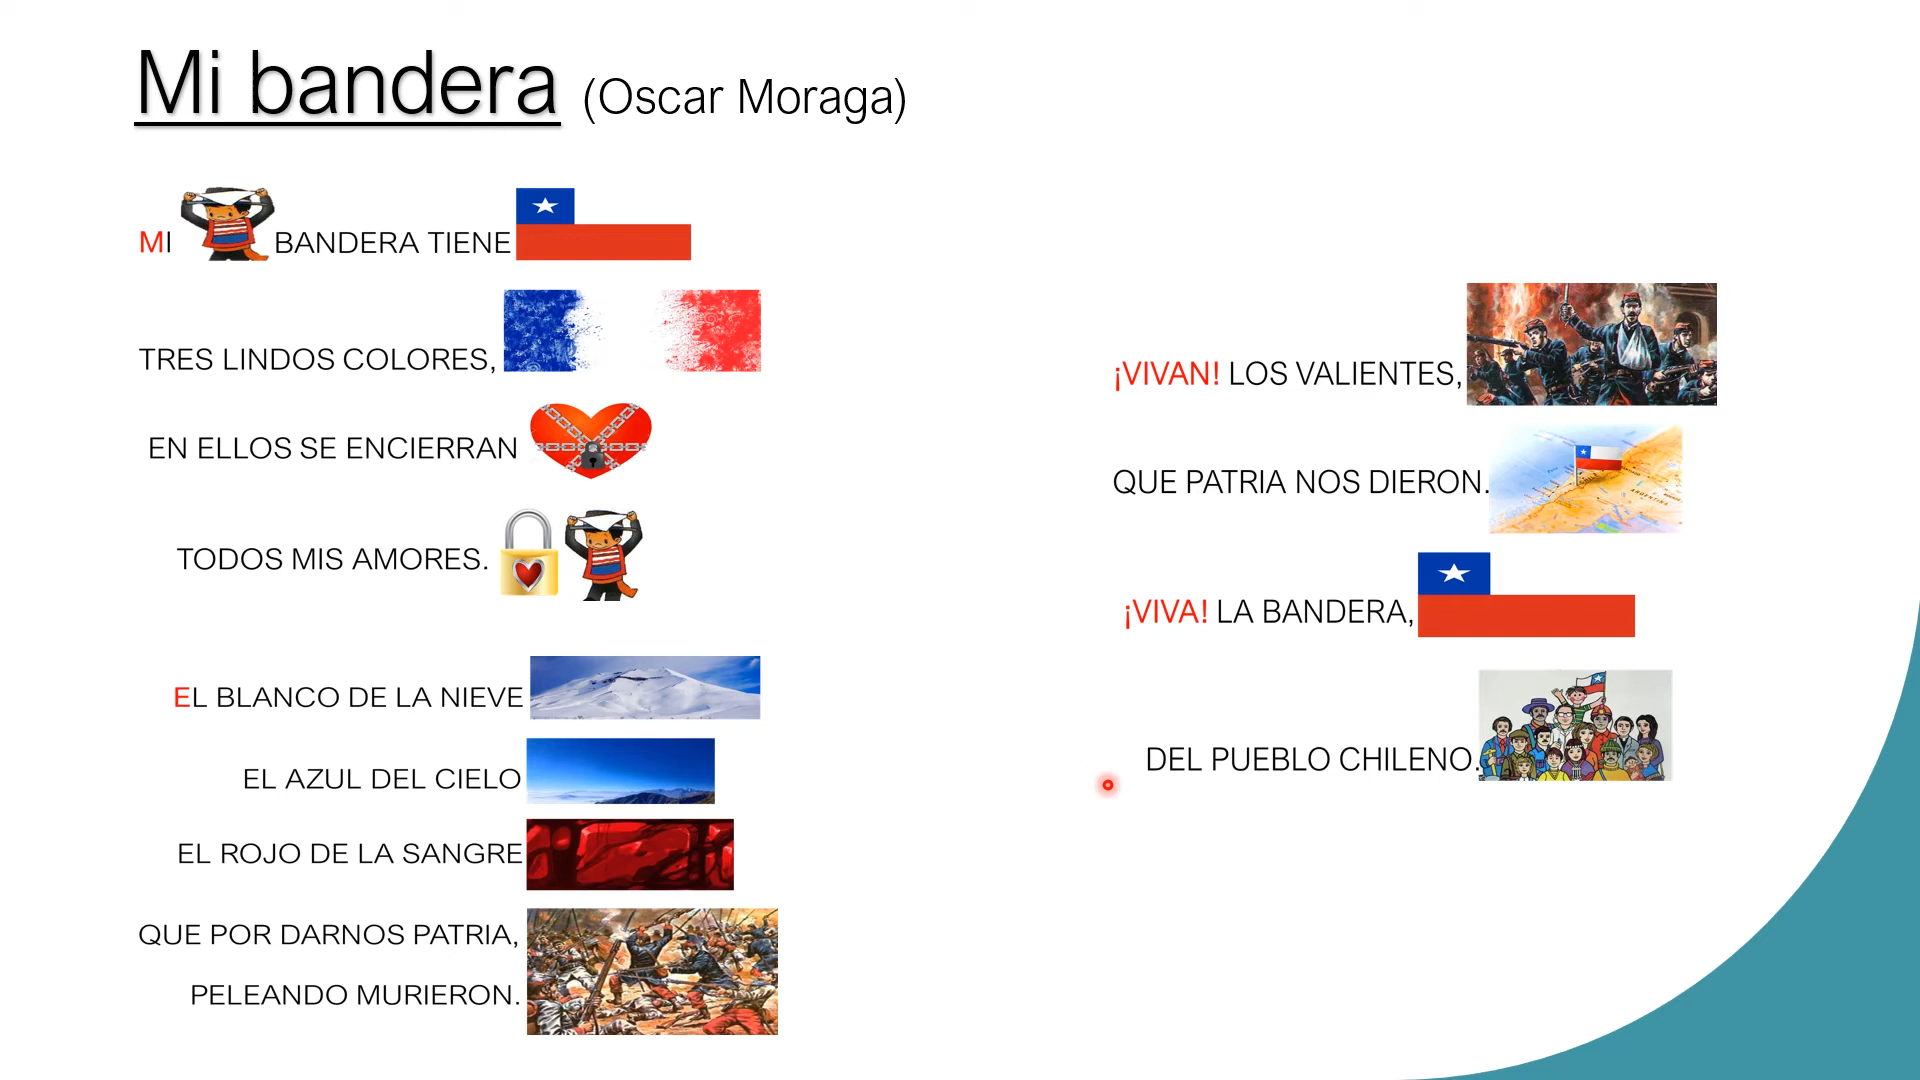 Mi bandera (Oscar Moraga)
MI BANDERA TIENE
TRES LINDOS COLORES,
EN ELLOS SE ENCIERRAN
TODOS MIS AMORES.
EL BLANCO DE LA NIEVE
EL AZUL DEL CIELO
EL ROJO DE LA SANGRE
QUE POR DARNOS PATRIA,
PELEANDO MURIERON.
¡VIVAN! LOS VALIENTES,
QUE PATRIA NOS DIERON.
ARGENTINA
¡VIVA! LA BANDERA,
DEL PUEBLO CHILENO.